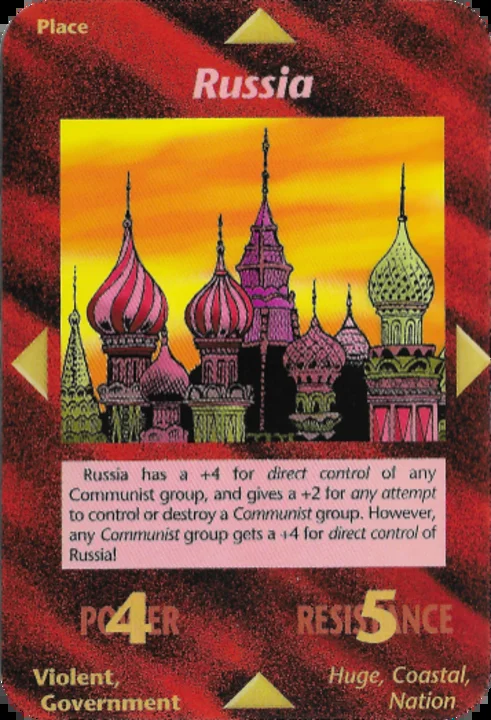 Place
Russia
Russia has a +4 for direct control of any
Communist group, and gives a +2 for any attempt
to control or destroy a Communist group. However,
any Communist group gets a +4 for direct control of
Russia!
POWER 4
RESISTANCE 5
Violent,
Government
Huge, Coastal,
Nation